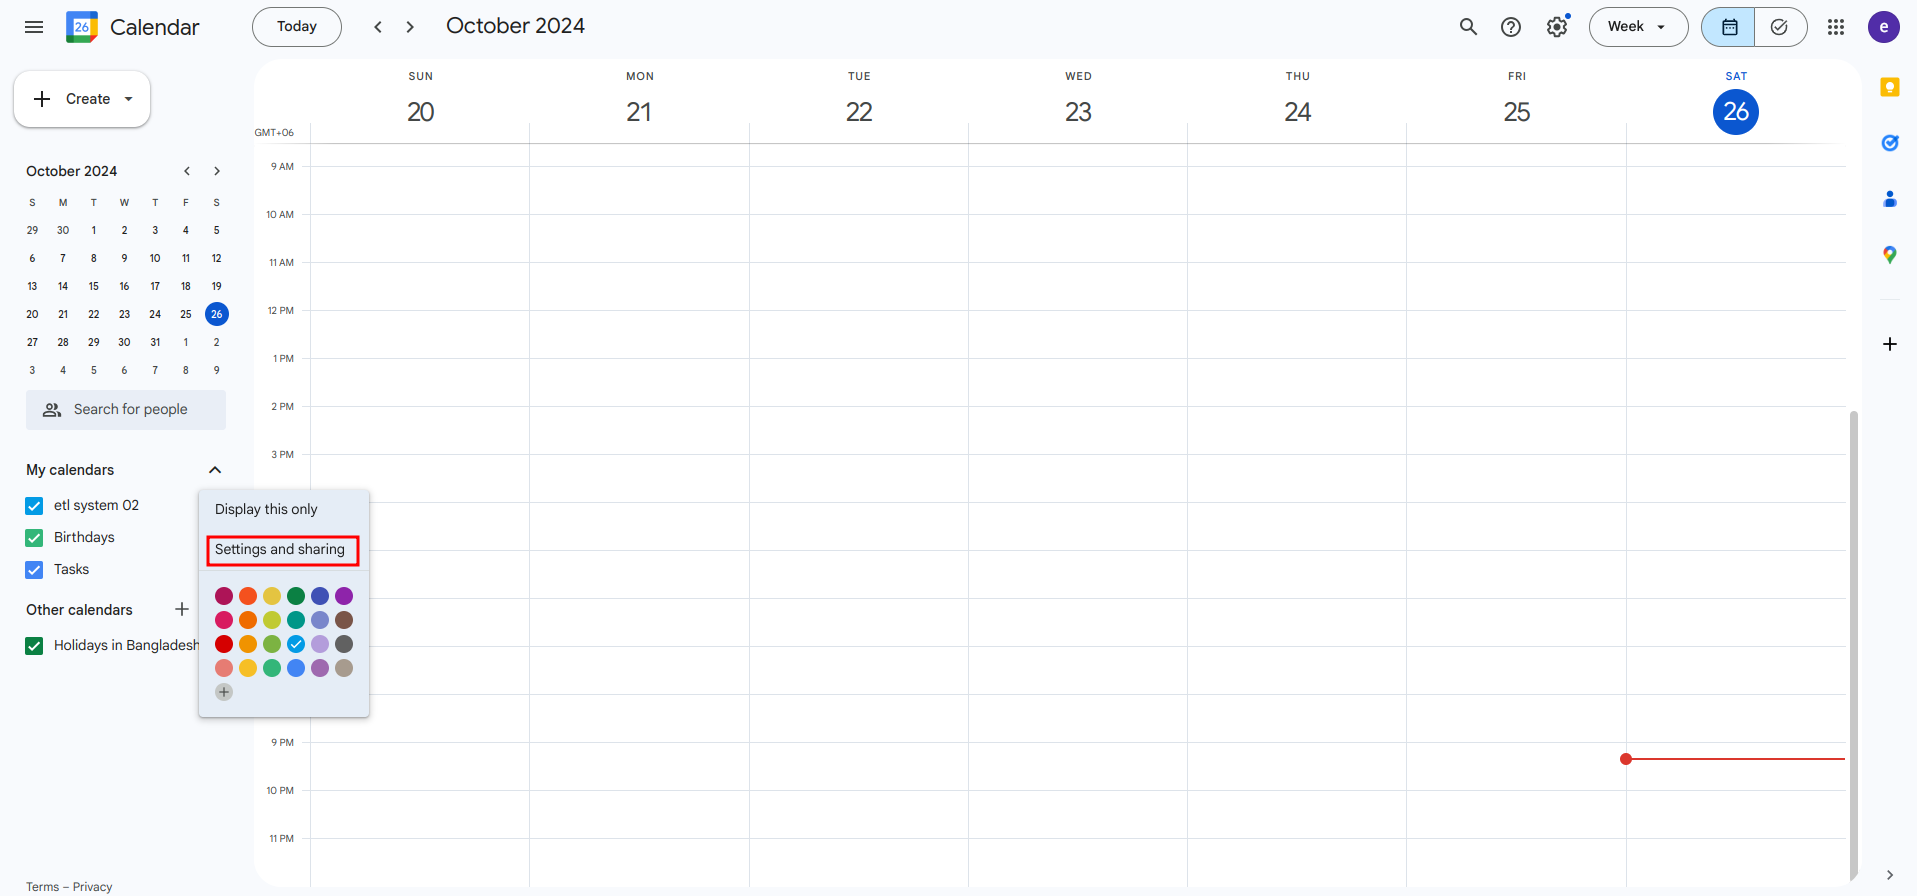 26 Calendar
Today
October 2024
Week
e
Create
October 2024
S M T W T F S
29 30 1 2 3 4 5
6 7 8 9 10 11 12
13 14 15 16 17 18 19
20 21 22 23 24 25 26
27 28 29 30 31 1 2
3 4 5 6 7 8 9
Search for people
My calendars
etl system 02
Birthdays
Tasks
Other calendars
Holidays in Bangladesh
Display this only
Settings and sharing
Terms – Privacy
SUN MON TUE WED THU FRI SAT
20 21 22 23 24 25 26
GMT+06
9 AM
10 AM
11 AM
12 PM
1 PM
2 PM
3 PM
9 PM
10 PM
11 PM